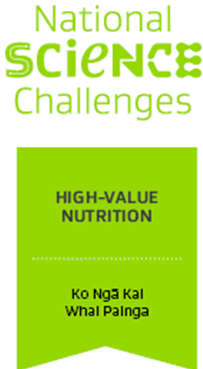 National
SCieNCE
Challenges
HIGH-VALUE
NUTRITION
Ko Ngā Kai
Whai Painga